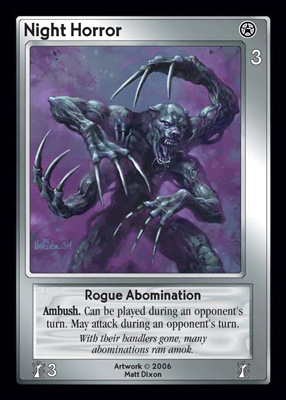 Night Horror
3
Rogue Abomination
Ambush. Can be played during an opponent's
turn. May attack during an opponent's turn.
With their handlers gone, many
abominations ran amok.
3
Artwork © 2006
Matt Dixon
1